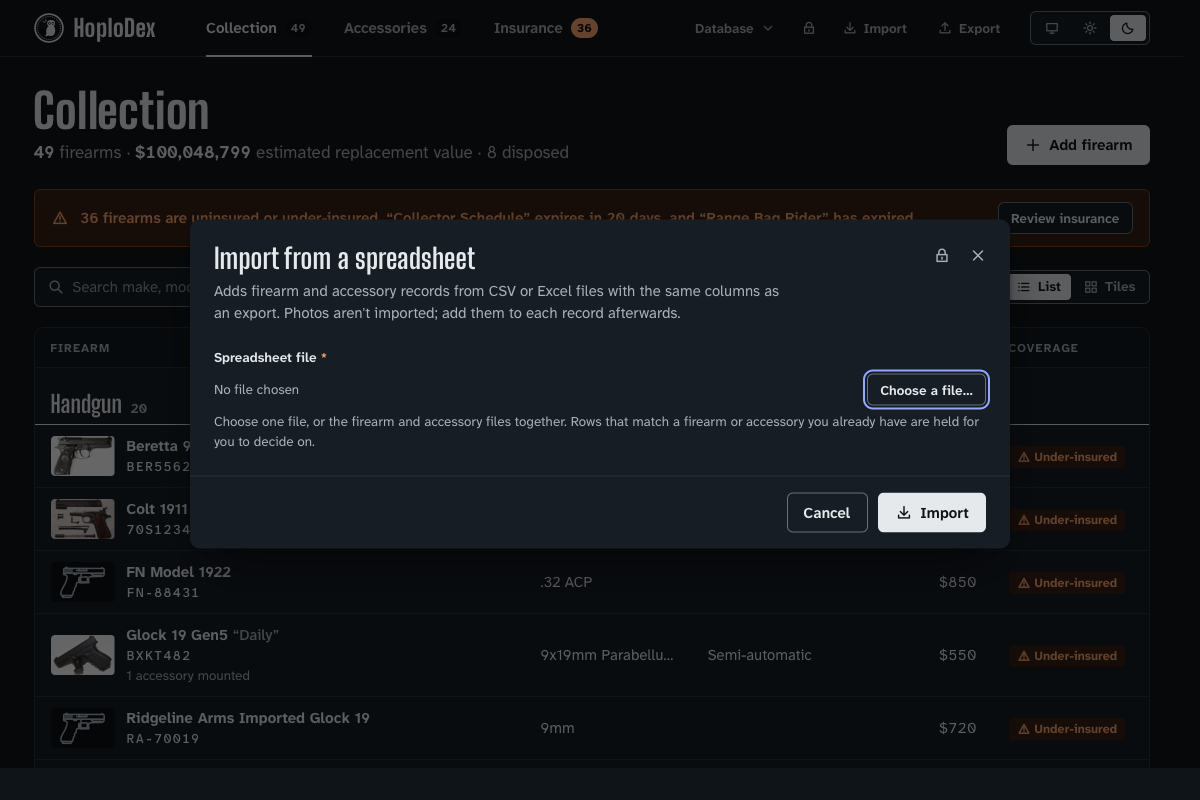 HoploDex
Collection 49
Accessories 24
Insurance 36
Database
Import
Export
Collection
49 firearms · $100,048,799 estimated replacement value · 8 disposed
Add firearm
36 firearms are uninsured or under-insured, “Collector Schedule” expires in 20 days, and “Range Bag Rider” has expired
Review insurance
Search make, mo
List
Tiles
Import from a spreadsheet
Adds firearm and accessory records from CSV or Excel files with the same columns as
an export. Photos aren't imported; add them to each record afterwards.
Spreadsheet file *
No file chosen
Choose a file…
Choose one file, or the firearm and accessory files together. Rows that match a firearm or accessory you already have are held for
you to decide on.
Cancel
Import
FIREARM
COVERAGE
Handgun 20
Beretta 9
BER5562
Under-insured
Colt 1911
70S1234
Under-insured
FN Model 1922
FN-88431
.32 ACP
$850
Under-insured
Glock 19 Gen5 “Daily”
BXKT482
1 accessory mounted
9x19mm Parabellu…
Semi-automatic
$550
Under-insured
Ridgeline Arms Imported Glock 19
RA-70019
9mm
$720
Under-insured